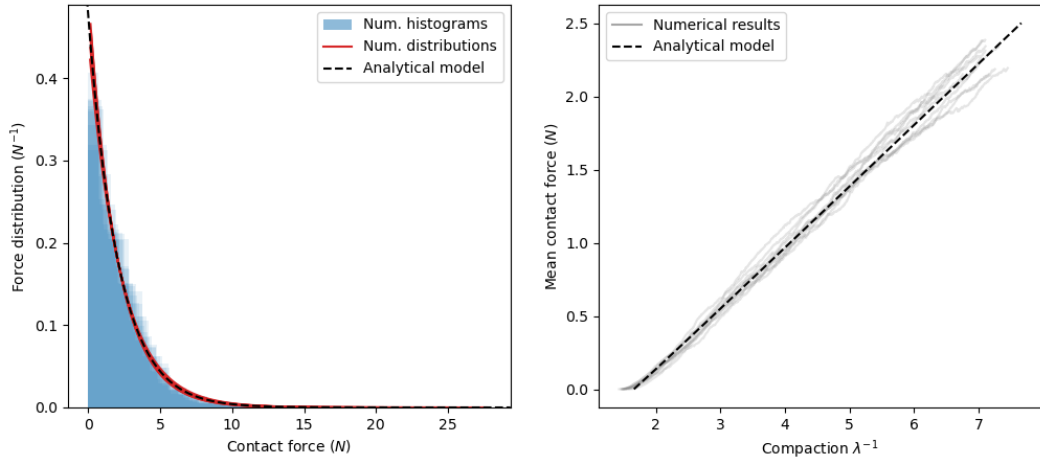 Num. histograms
Num. distributions
Analytical model
Force distribution (N⁻¹)
0.4
0.3
0.2
0.1
0.0
0 5 10 15 20 25
Contact force (N)
Numerical results
Analytical model
Mean contact force (N)
2.5
2.0
1.5
1.0
0.5
0.0
2 3 4 5 6 7
Compaction λ⁻¹